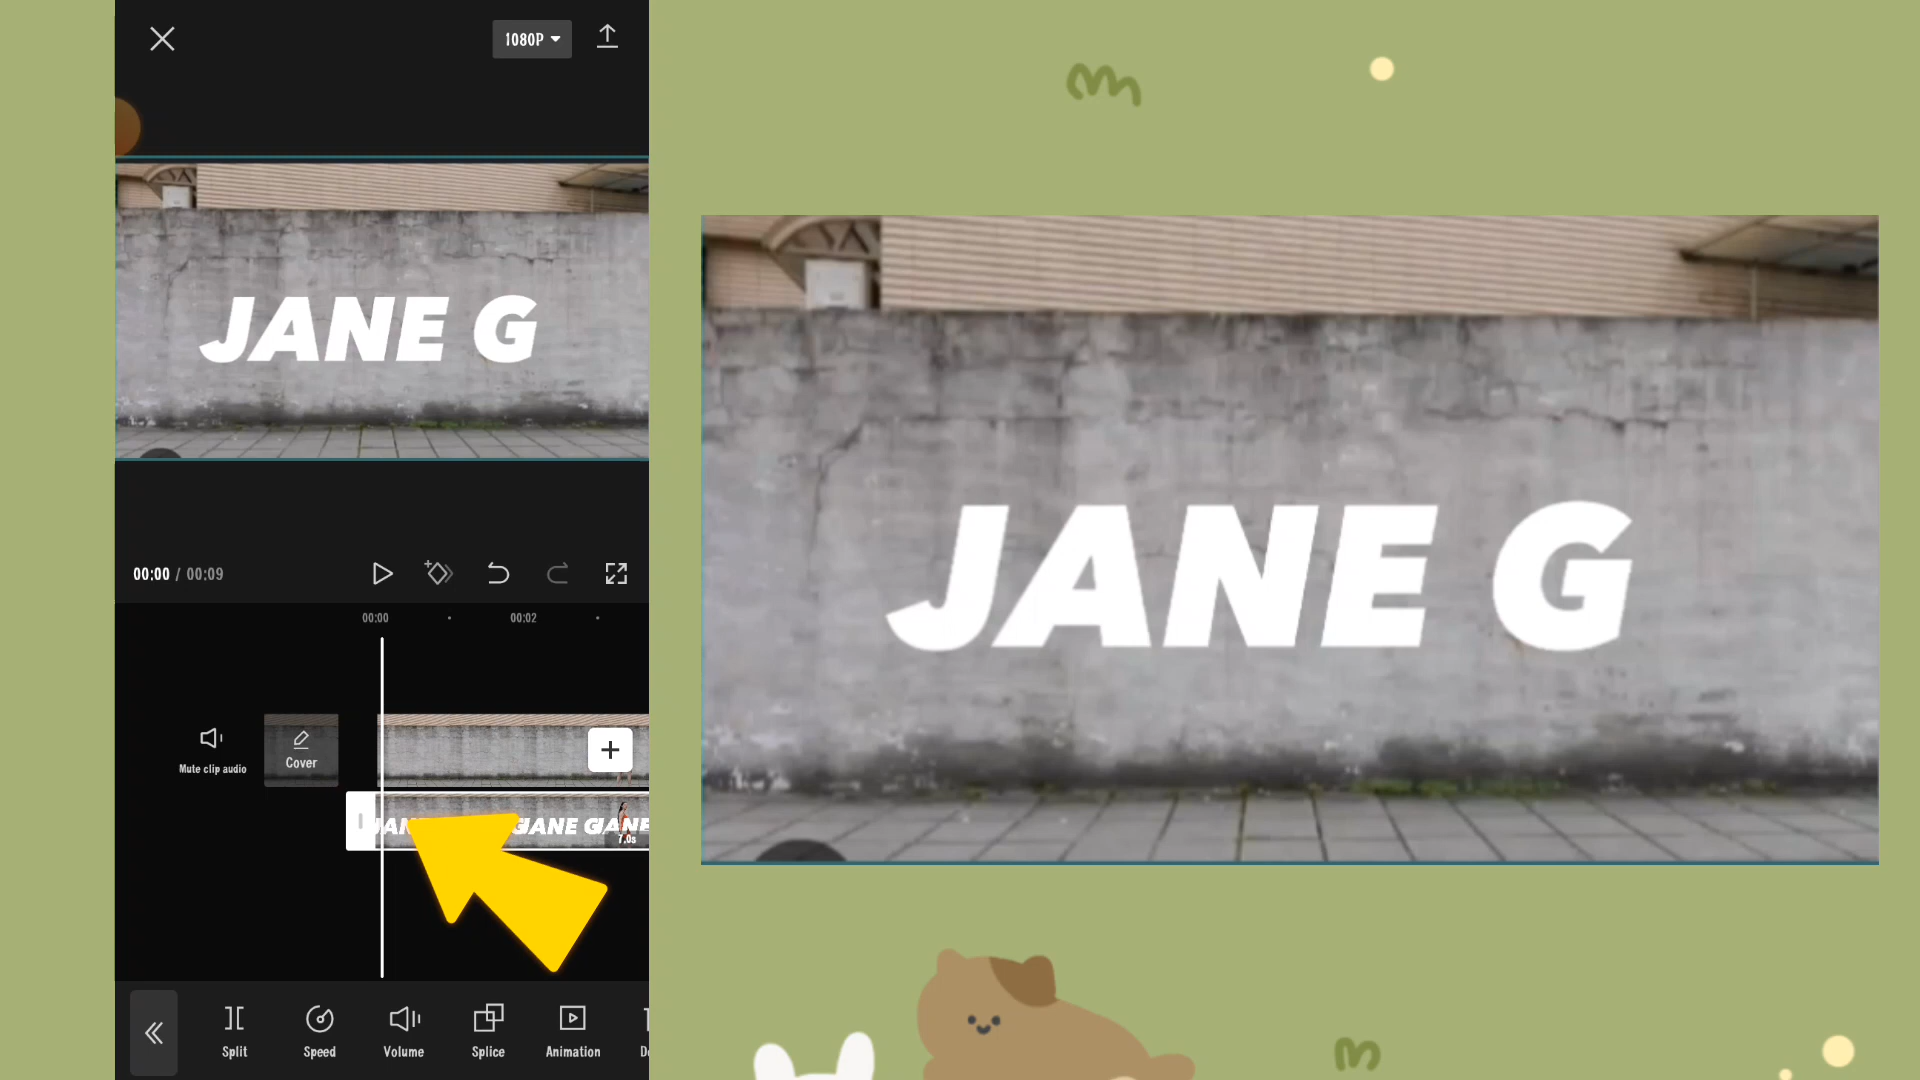 1080P
JANE G
JANE G
00:00 / 00:09
00:00 00:02
Mute clip audio
Cover
JANE GANE
7.0s
Split
Speed
Volume
Splice
Animation